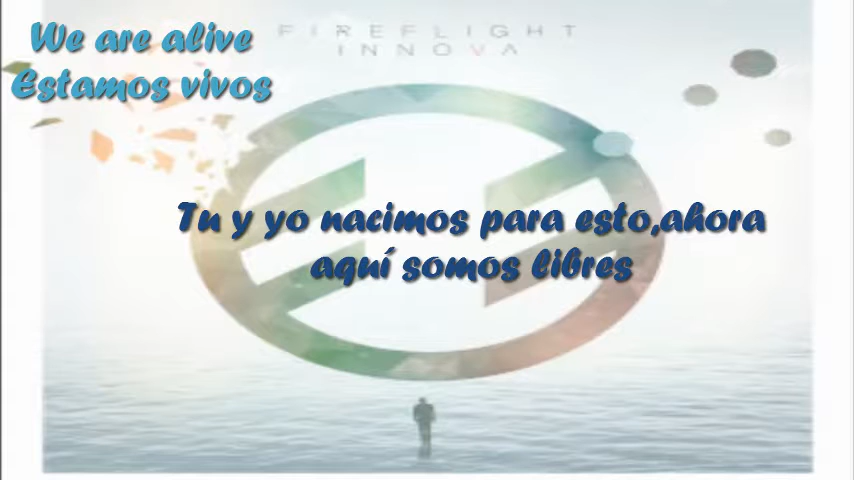 We are alive
Estamos vivos
FIREFLIGHT
INNOVA
Tu y yo nacimos para esto,ahora
aquí somos libres